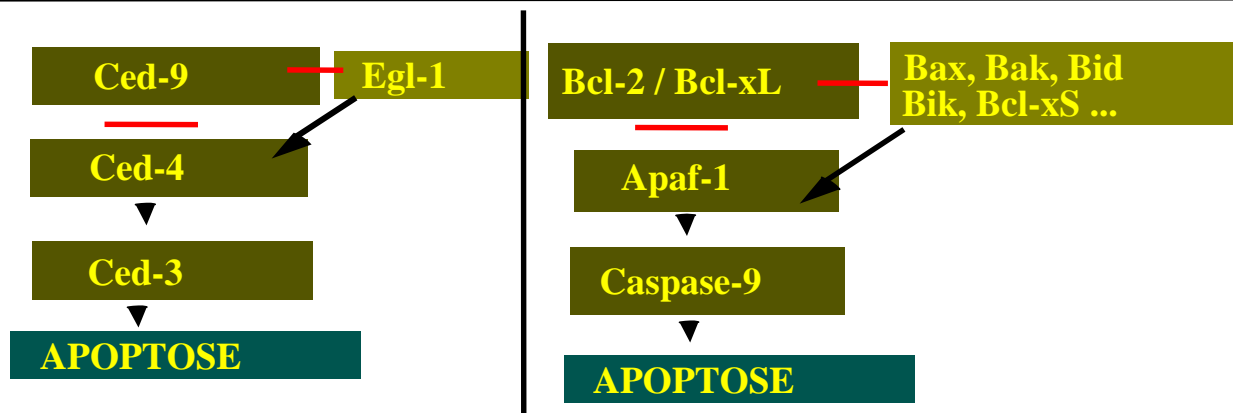 Ced-9
Egl-1
Ced-4
Ced-3
APOPTOSE
Bcl-2 / Bcl-xL
Bax, Bak, Bid
Bik, Bcl-xS ...
Apaf-1
Caspase-9
APOPTOSE